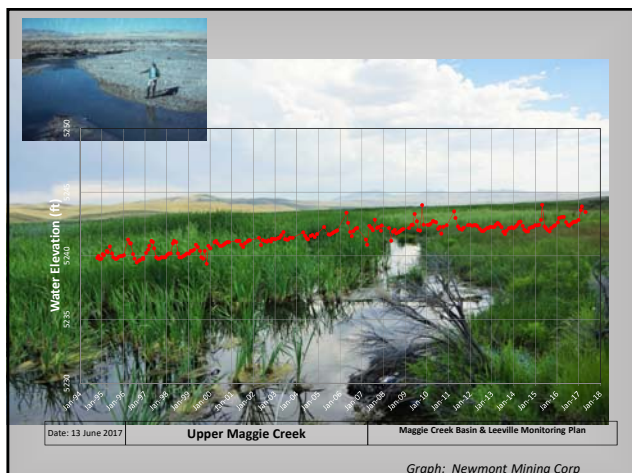 5250
5240
5235
5230
Water Elevation (ft)
Jan-94
Jan-95
Jan-96
Jan-97
Jan-98
Jan-99
Jan-00
Jan-01
Jan-02
Jan-03
Jan-04
Jan-05
Jan-06
Jan-07
Jan-08
Jan-09
Jan-10
Jan-11
Jan-12
Jan-13
Jan-14
Jan-15
Jan-16
Jan-17
Jan-18
Date: 13 June 2017
Upper Maggie Creek
Maggie Creek Basin & Leeville Monitoring Plan
Graph: Newmont Mining Corp